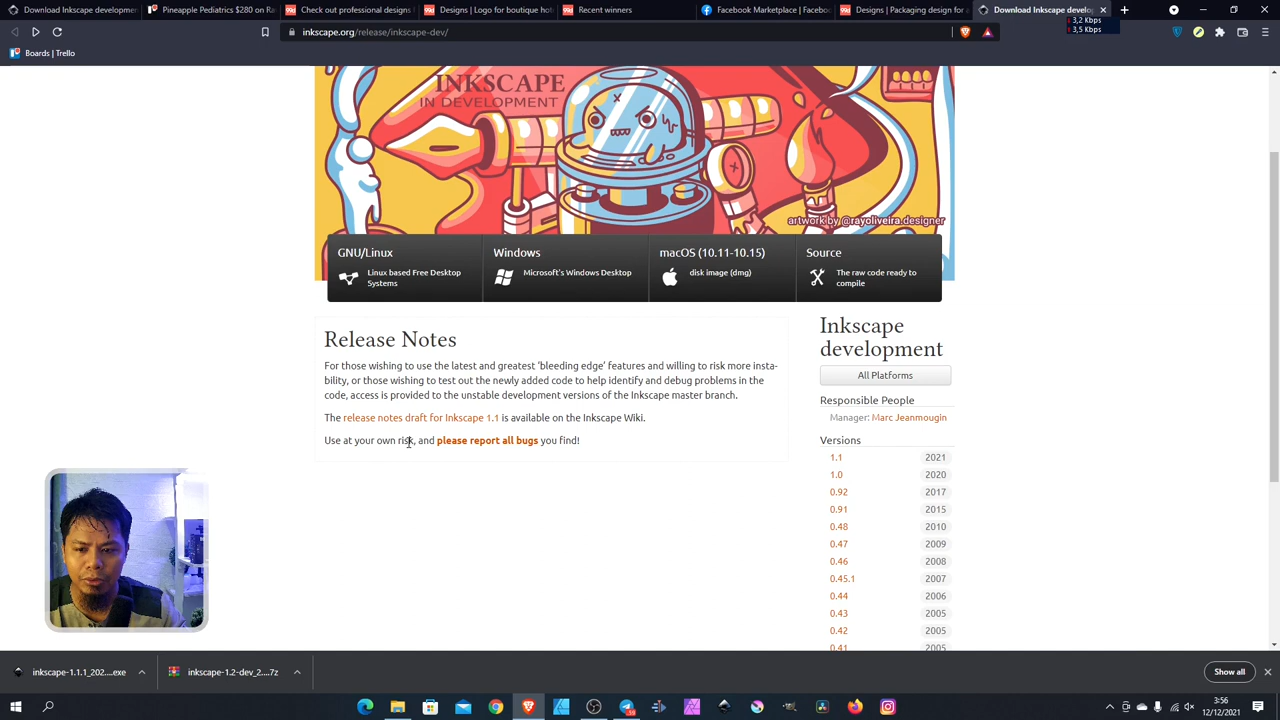 Download Inkscape developm
Pineapple Pediatrics $280 on Ra
Check out professional designs f
Designs | Logo for boutique hot
Recent winners
Facebook Marketplace | Facebo
Designs | Packaging design for a
Download Inkscape develop
3,2 Kbps
3,5 Kbps
inkscape.org/release/inkscape-dev/
Boards | Trello
INKSCAPE
IN DEVELOPMENT
artwork by @rayoliveira.designer
GNU/Linux
Linux based Free Desktop
Systems
Windows
Microsoft's Windows Desktop
macOS (10.11-10.15)
disk image (dmg)
Source
The raw code ready to
compile
Release Notes
For those wishing to use the latest and greatest ‘bleeding edge’ features and willing to risk more insta-
bility, or those wishing to test out the newly added code to help identify and debug problems in the
code, access is provided to the unstable development versions of the Inkscape master branch.
The release notes draft for Inkscape 1.1 is available on the Inkscape Wiki.
Use at your own risk, and please report all bugs you find!
Inkscape
development
All Platforms
Responsible People
Manager: Marc Jeanmougin
Versions
1.1 2021
1.0 2020
0.92 2017
0.91 2015
0.48 2010
0.47 2009
0.46 2008
0.45.1 2007
0.44 2006
0.43 2005
0.42 2005
0.41 2005
inkscape-1.1.1_202....exe
inkscape-1.2-dev_2....7z
Show all
3:56
12/12/2021